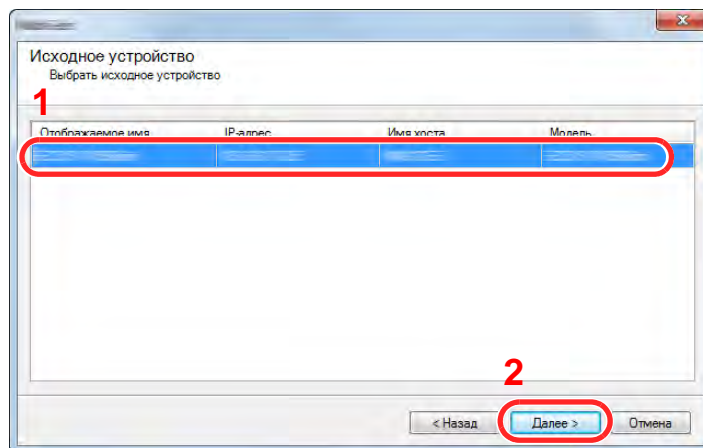 Исходное устройство
Выбрать исходное устройство
1
Отображаемое имя IP-адрес Имя хоста Модель
2
< Назад Далее > Отмена